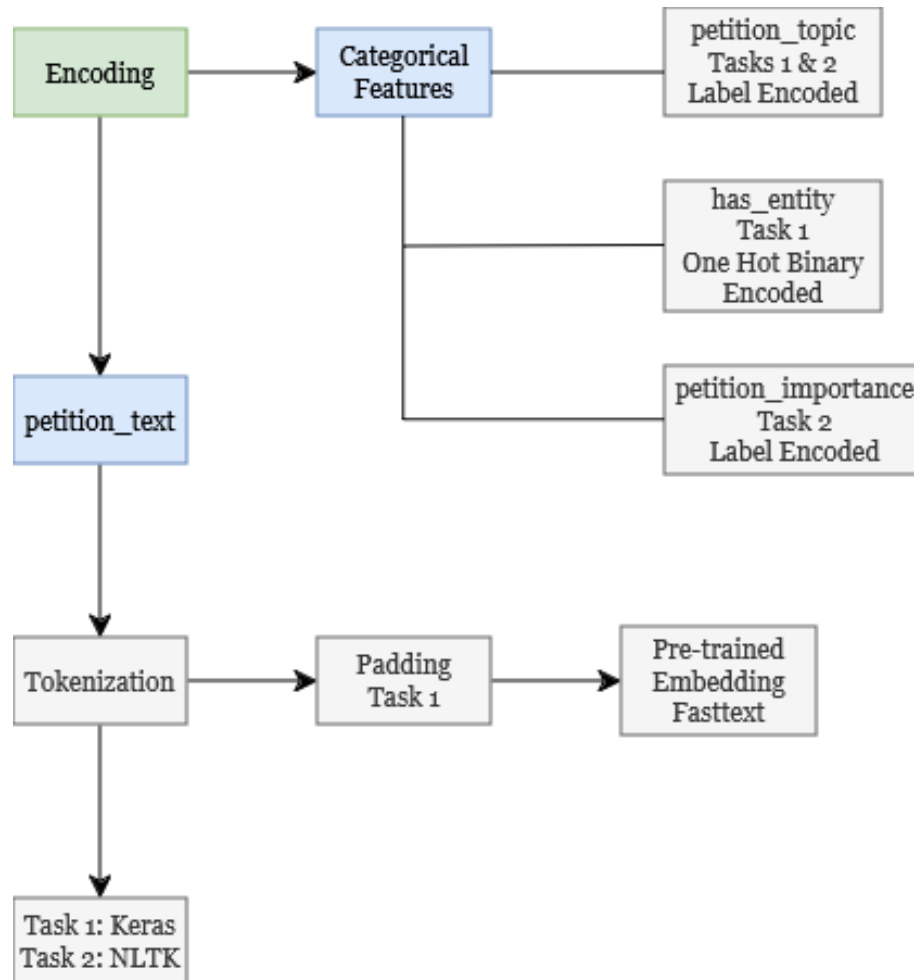 Encoding
Categorical
Features
petition_topic
Tasks 1 & 2
Label Encoded
has_entity
Task 1
One Hot Binary
Encoded
petition_importance
Task 2
Label Encoded
petition_text
Tokenization
Padding
Task 1
Pre-trained
Embedding
Fasttext
Task 1: Keras
Task 2: NLTK